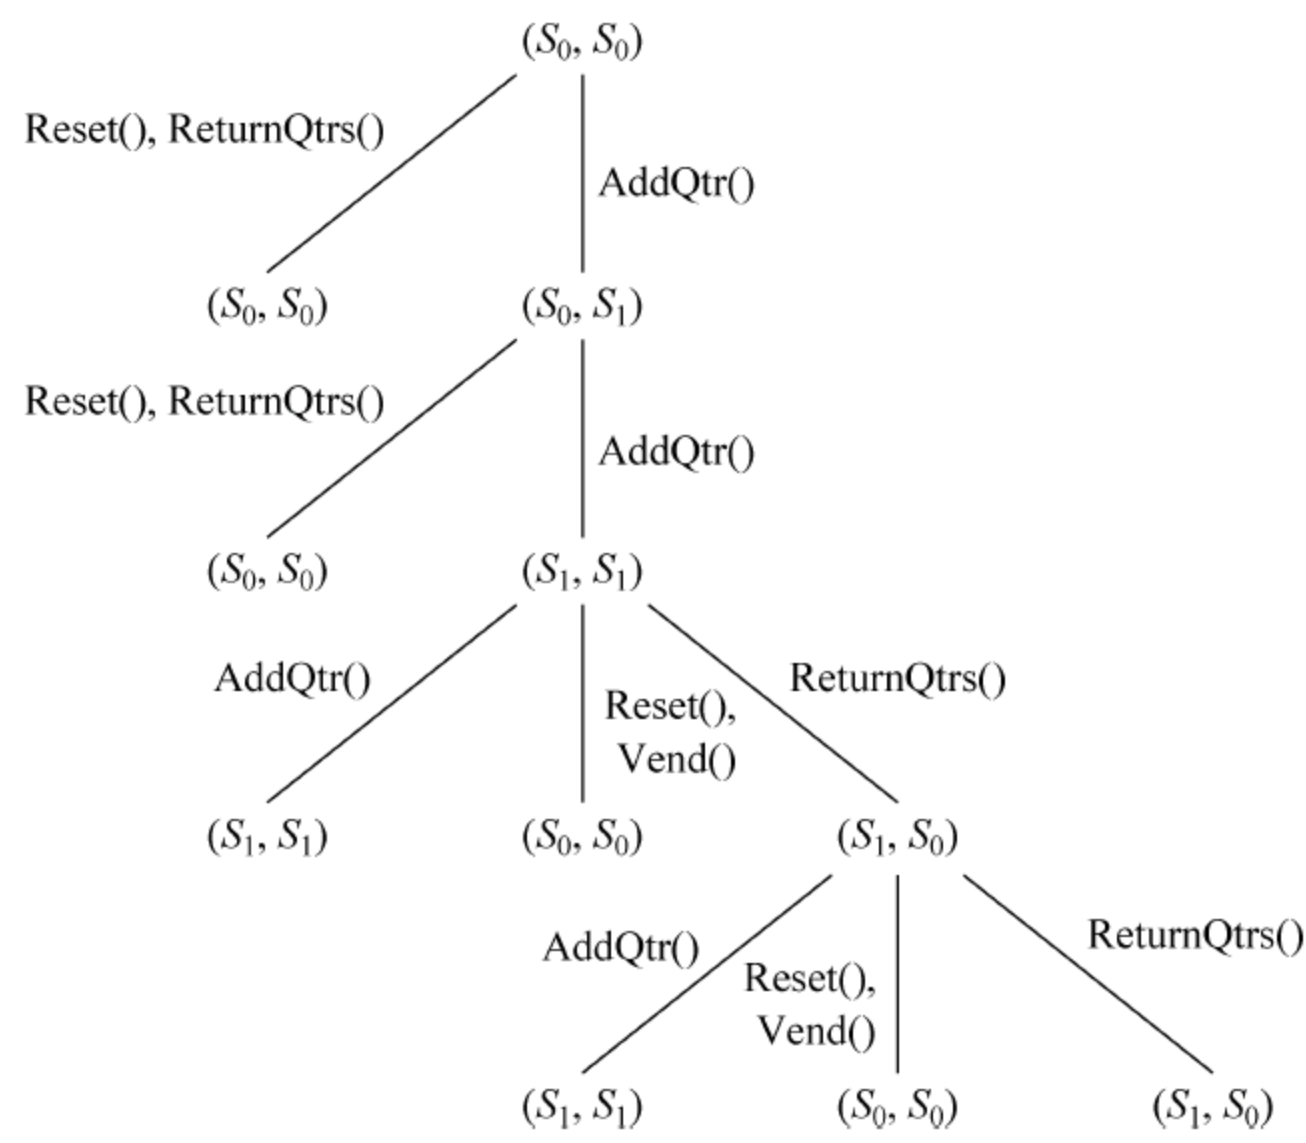 (S₀, S₀)
Reset(), ReturnQtrs()
AddQtr()
(S₀, S₀)
(S₀, S₁)
Reset(), ReturnQtrs()
AddQtr()
(S₀, S₀)
(S₁, S₁)
AddQtr()
Reset(),
Vend()
ReturnQtrs()
(S₁, S₁)
(S₀, S₀)
(S₁, S₀)
AddQtr()
Reset(),
Vend()
ReturnQtrs()
(S₁, S₁)
(S₀, S₀)
(S₁, S₀)